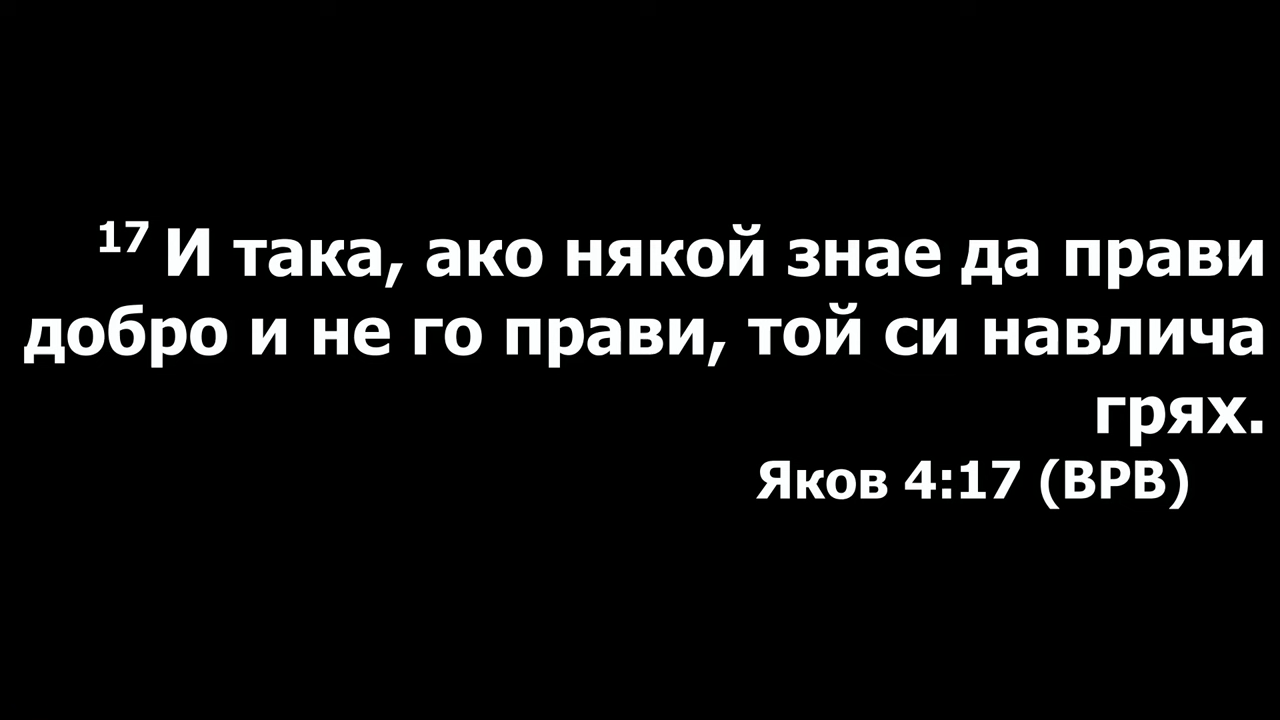 17 И така, ако някой знае да прави
добро и не го прави, той си навлича
грях.
Яков 4:17 (ВРВ)